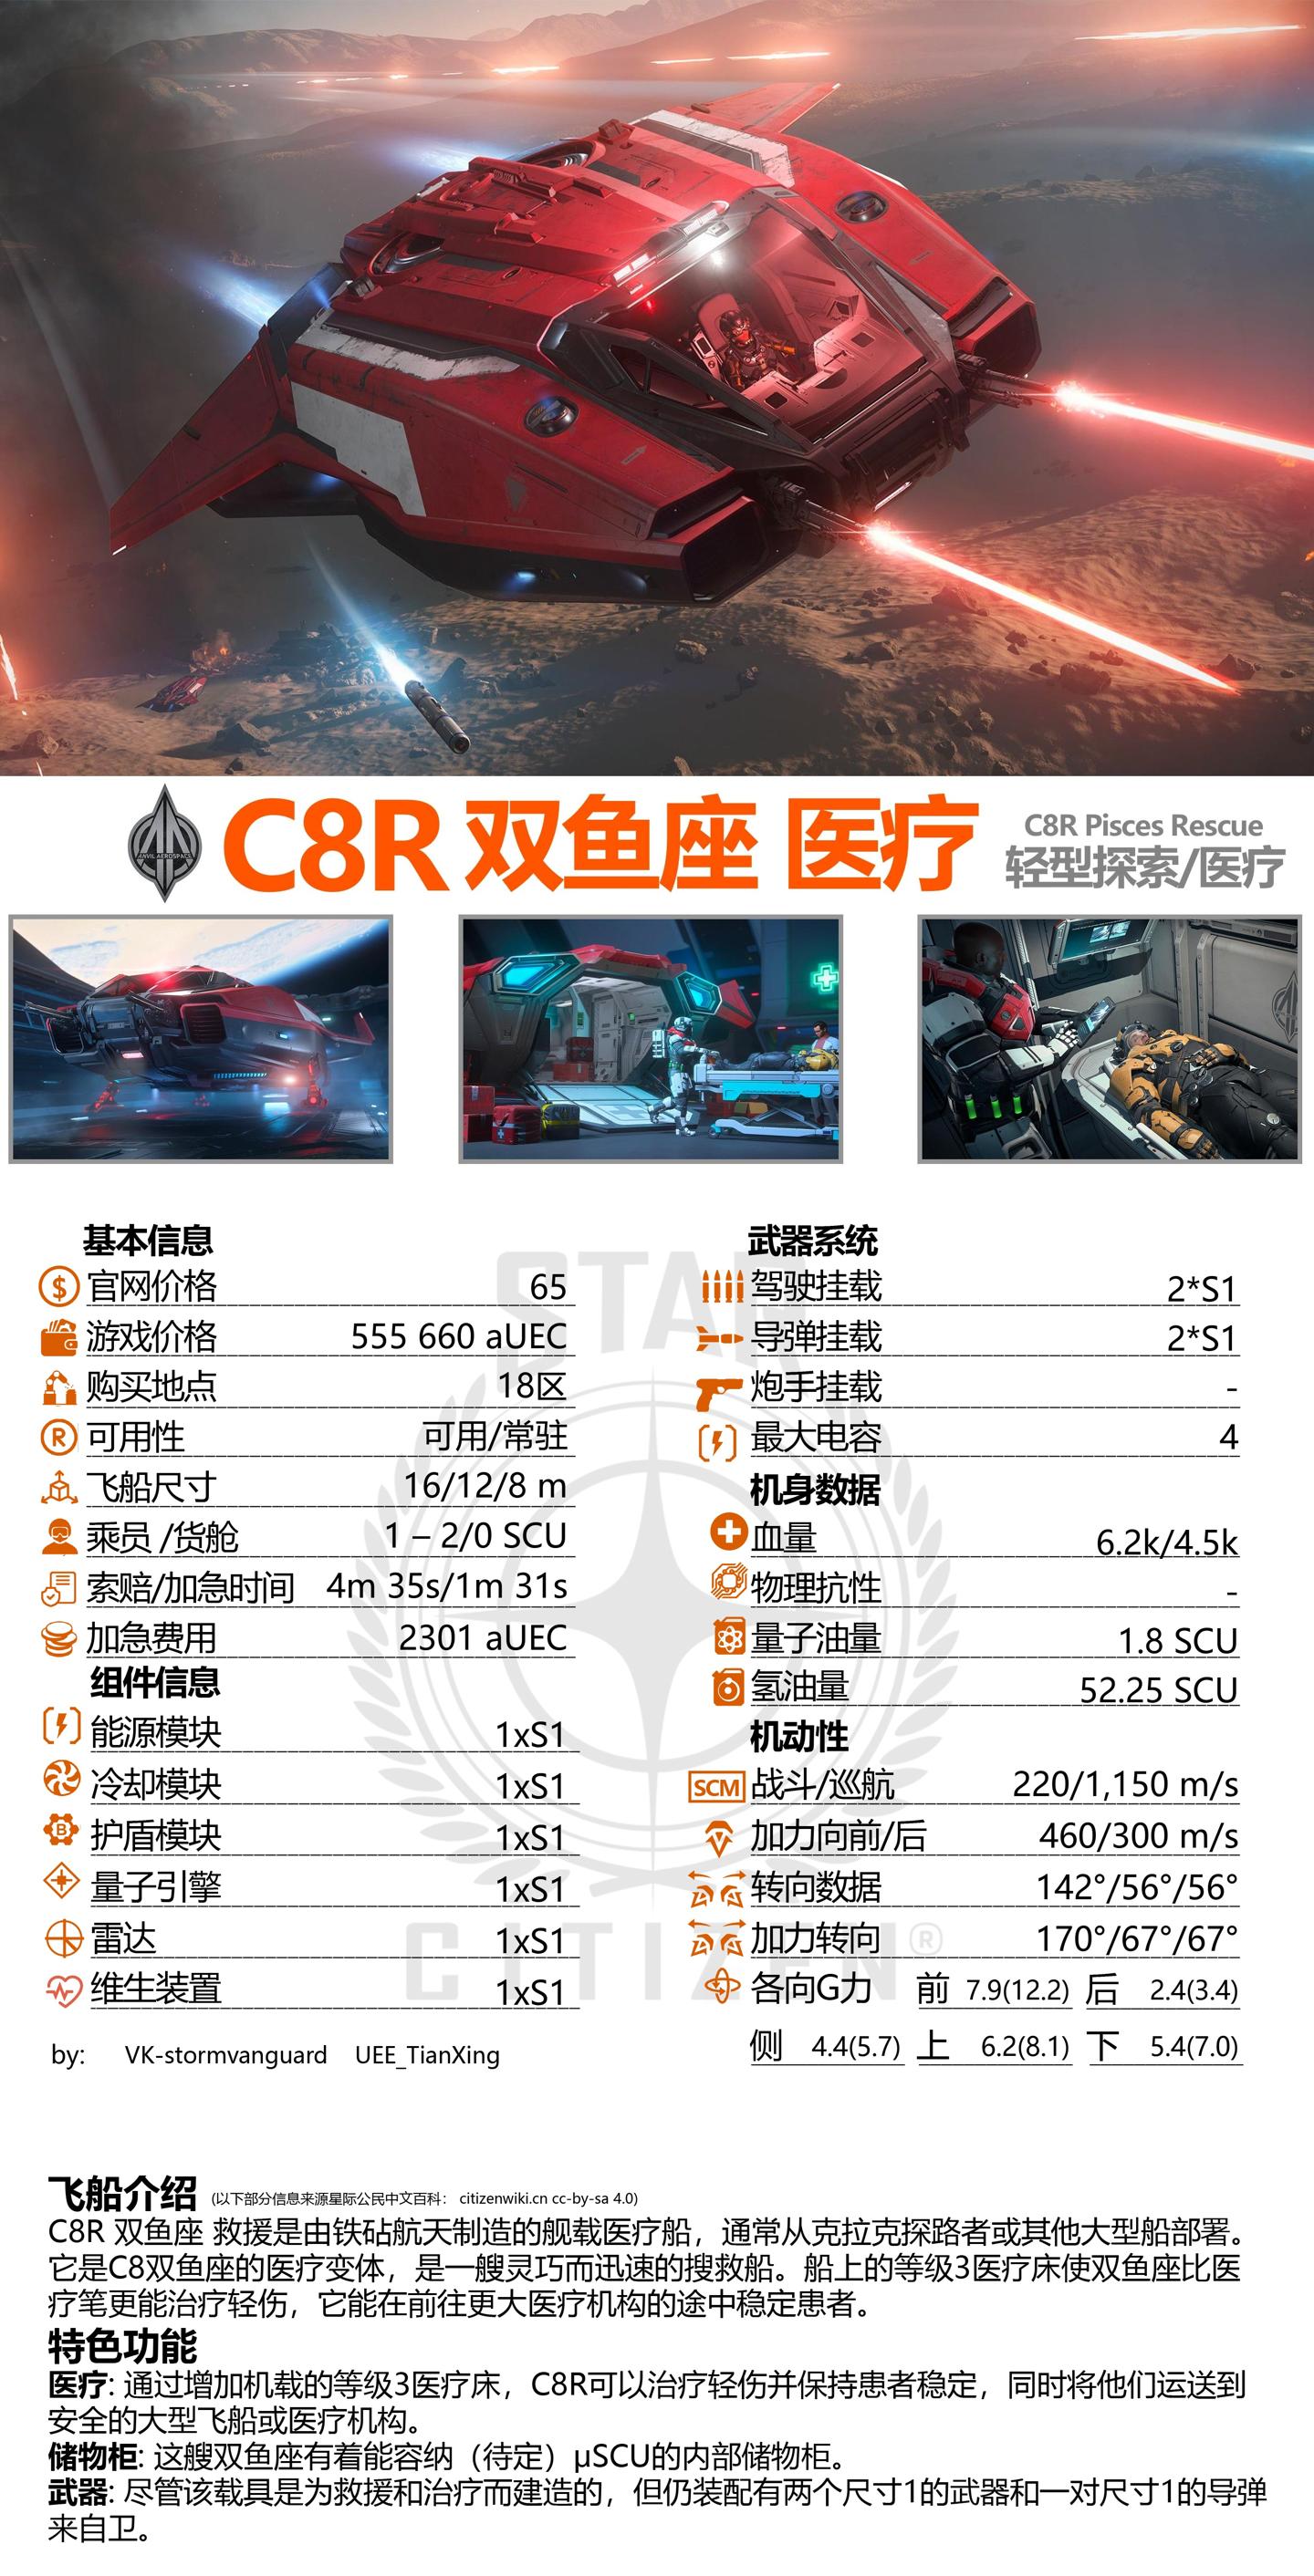 C8R 双鱼座 医疗
C8R Pisces Rescue
轻型探索/医疗
ANVIL AEROSPACE
基本信息
官网价格 65
游戏价格 555 660 aUEC
购买地点 18区
可用性 可用/常驻
飞船尺寸 16/12/8 m
乘员 /货舱 1 – 2/0 SCU
索赔/加急时间 4m 35s/1m 31s
加急费用 2301 aUEC
组件信息
能源模块 1xS1
冷却模块 1xS1
护盾模块 1xS1
量子引擎 1xS1
雷达 1xS1
维生装置 1xS1
by: VK-stormvanguard UEE_TianXing
武器系统
驾驶挂载 2*S1
导弹挂载 2*S1
炮手挂载 -
最大电容 4
机身数据
血量 6.2k/4.5k
物理抗性 -
量子油量 1.8 SCU
氢油量 52.25 SCU
机动性
SCM 战斗/巡航 220/1,150 m/s
加力向前/后 460/300 m/s
转向数据 142°/56°/56°
加力转向 170°/67°/67°
各向G力 前 7.9(12.2) 后 2.4(3.4)
侧 4.4(5.7) 上 6.2(8.1) 下 5.4(7.0)
STAR
CITIZEN®
飞船介绍 (以下部分信息来源星际公民中文百科： citizenwiki.cn cc-by-sa 4.0)
C8R 双鱼座 救援是由铁砧航天制造的舰载医疗船，通常从克拉克探路者或其他大型船部署。
它是C8双鱼座的医疗变体，是一艘灵巧而迅速的搜救船。船上的等级3医疗床使双鱼座比医
疗笔更能治疗轻伤，它能在前往更大医疗机构的途中稳定患者。
特色功能
医疗: 通过增加机载的等级3医疗床，C8R可以治疗轻伤并保持患者稳定，同时将他们运送到
安全的大型飞船或医疗机构。
储物柜: 这艘双鱼座有着能容纳（待定）μSCU的内部储物柜。
武器: 尽管该载具是为救援和治疗而建造的，但仍装配有两个尺寸1的武器和一对尺寸1的导弹
来自卫。